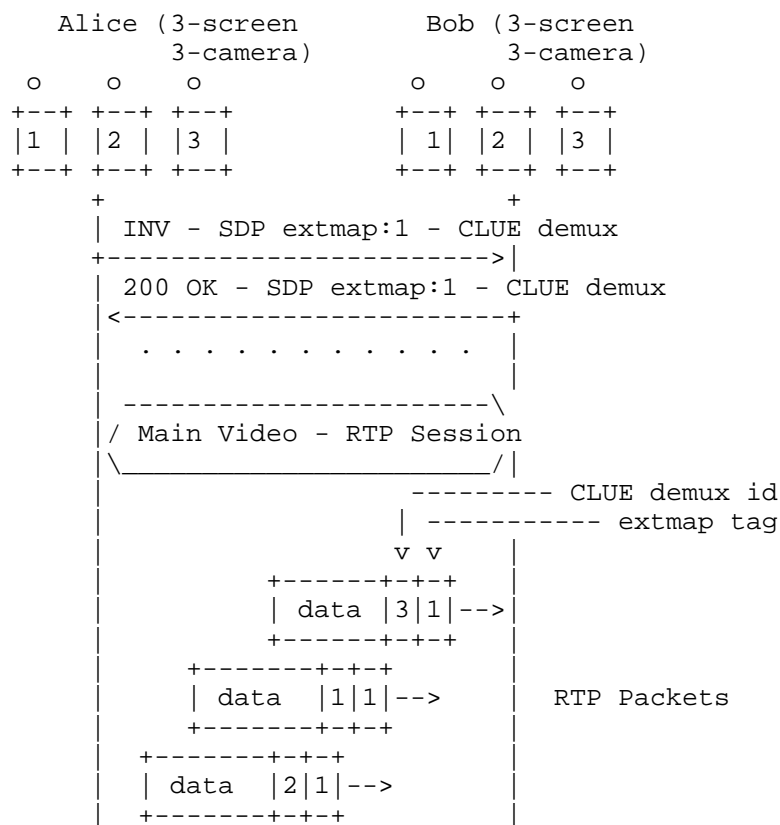 Alice (3-screen Bob (3-screen
3-camera) 3-camera)
o o o o o o
+--+ +--+ +--+ +--+ +--+ +--+
|1 | |2 | |3 | | 1| |2 | |3 |
+--+ +--+ +--+ +--+ +--+ +--+
+ +
| INV - SDP extmap:1 - CLUE demux
+------------------------>|
| 200 OK - SDP extmap:1 - CLUE demux
|<------------------------+
| . . . . . . . . . . . |
| |
| -----------------------\
|/ Main Video - RTP Session
|\_______________________/|
| --------- CLUE demux id
| | ----------- extmap tag
| v v |
| +------+-+-+ |
| | data |3|1|-->|
| +------+-+-+ |
| +-------+-+-+ |
| | data |1|1|--> | RTP Packets
| +-------+-+-+ |
| +-------+-+-+ |
| | data |2|1|--> |
| +-------+-+-+ |